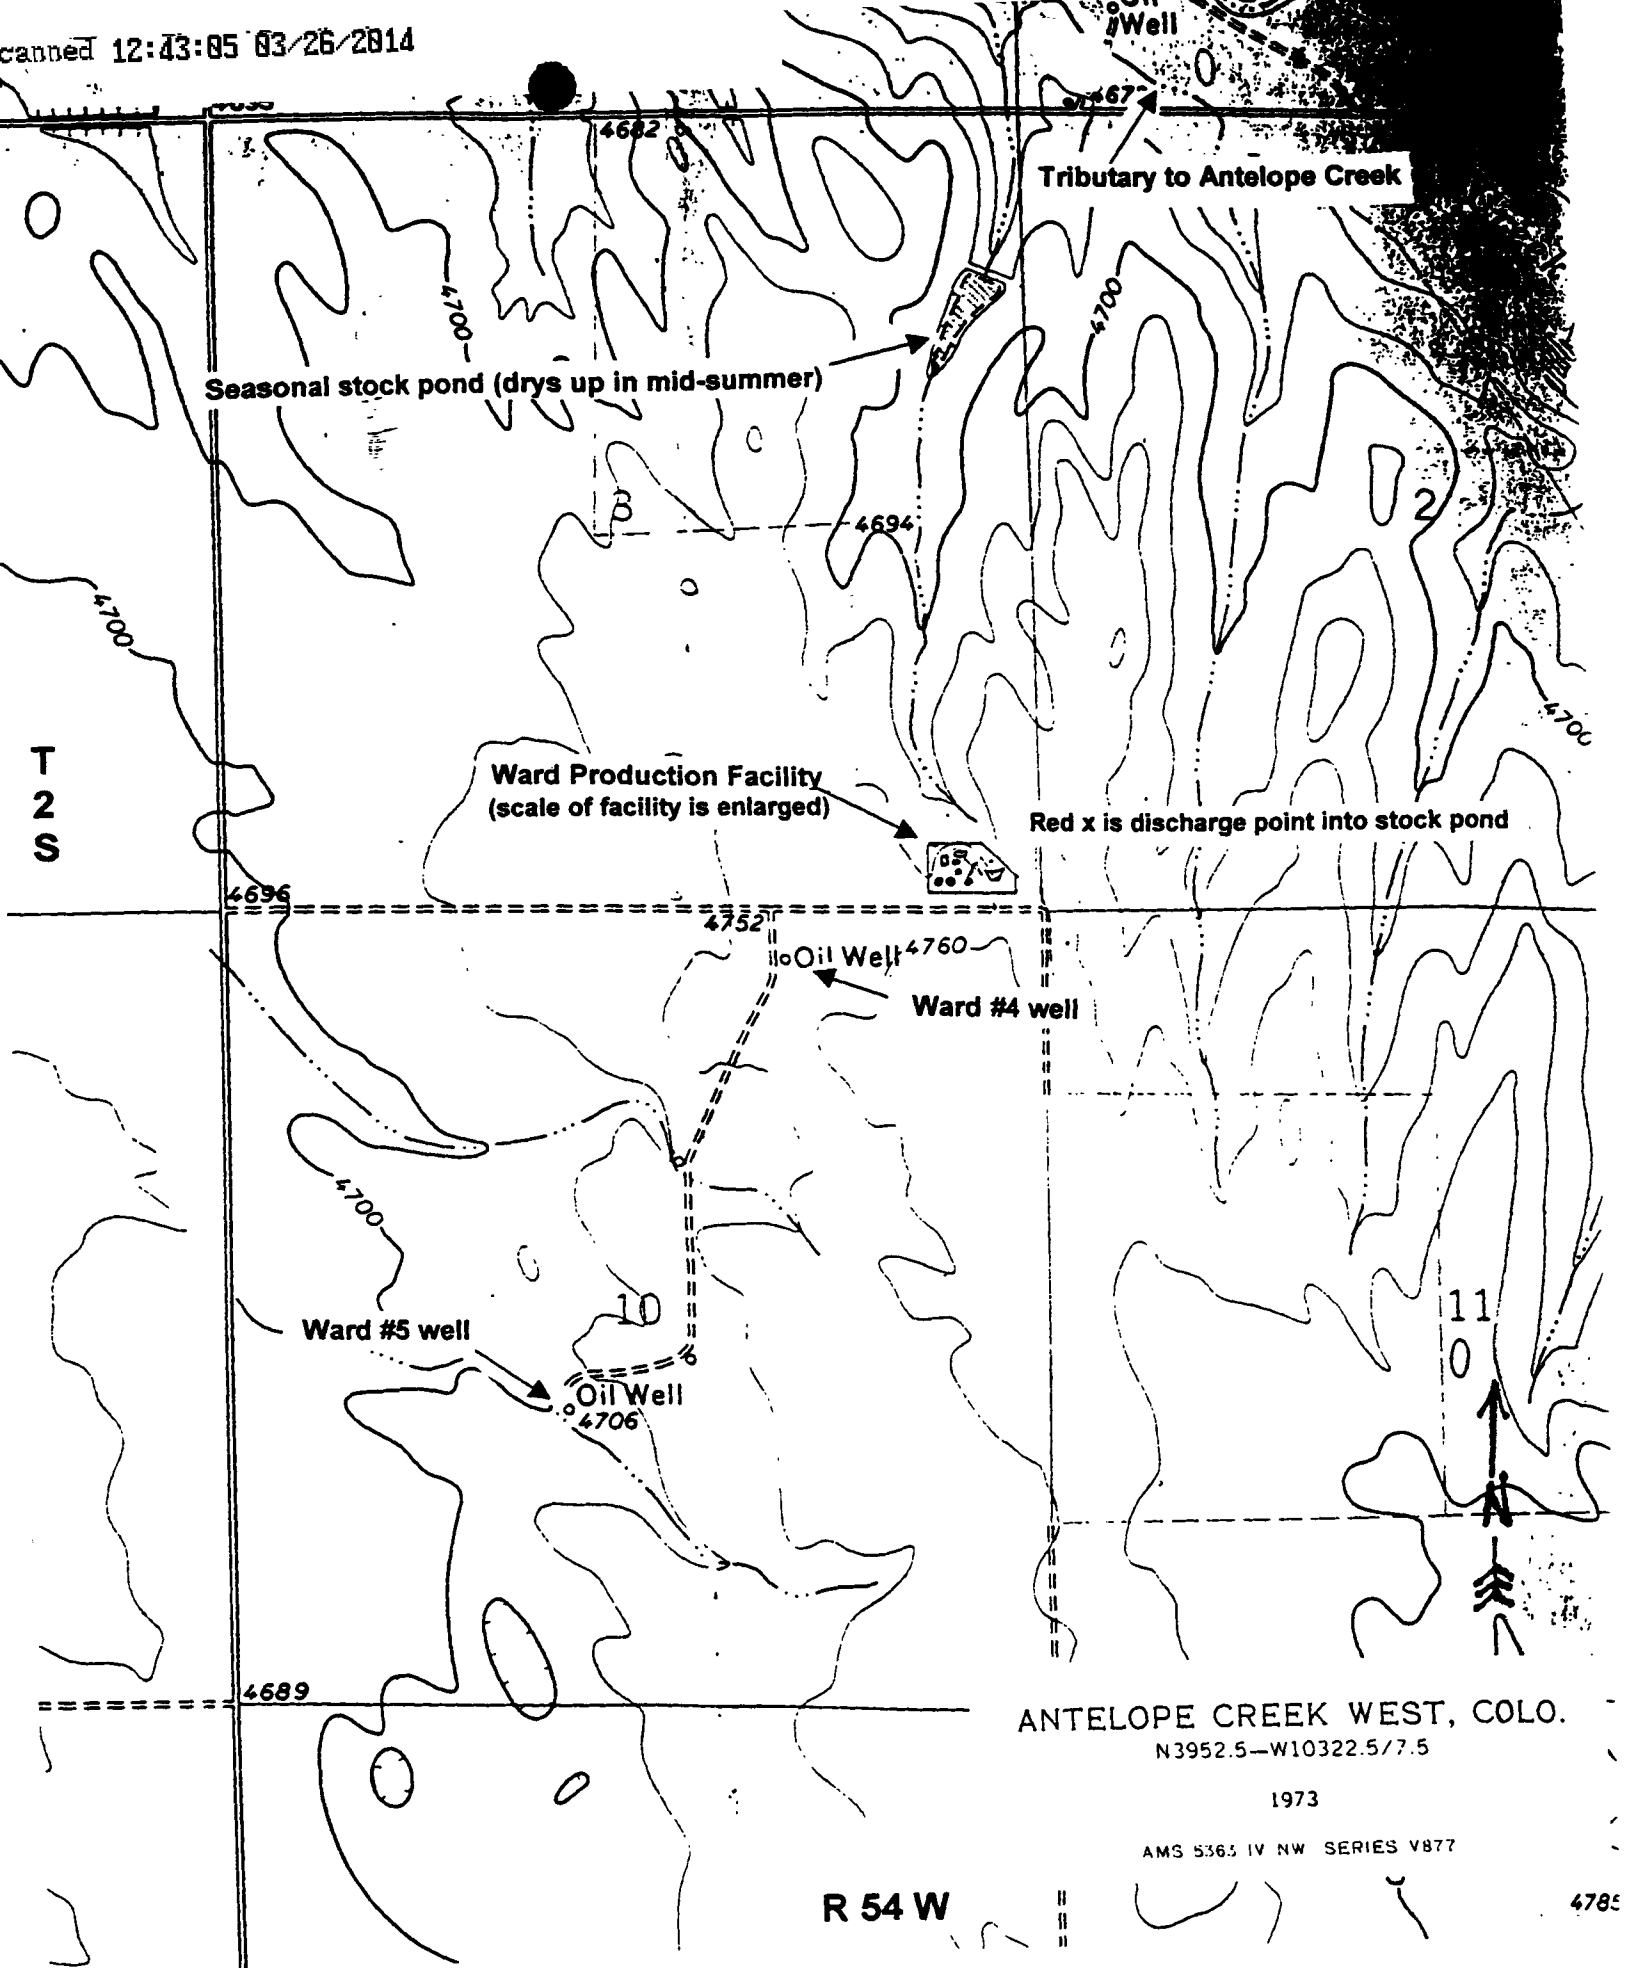 canned 12:43:05 03/26/2014
Well
4682
467
Tributary to Antelope Creek
4700
4700
Seasonal stock pond (drys up in mid-summer)
3
4694
2
4700
4700
T
2
S
Ward Production Facility
(scale of facility is enlarged)
Red x is discharge point into stock pond
4696
4752
Oil Well
4760
Ward #4 well
4700
10
11
Ward #5 well
Oil Well
4706
N
4689
ANTELOPE CREEK WEST, COLO.
N3952.5—W10322.5/7.5
1973
AMS 5363 IV NW SERIES V877
R 54 W
4785